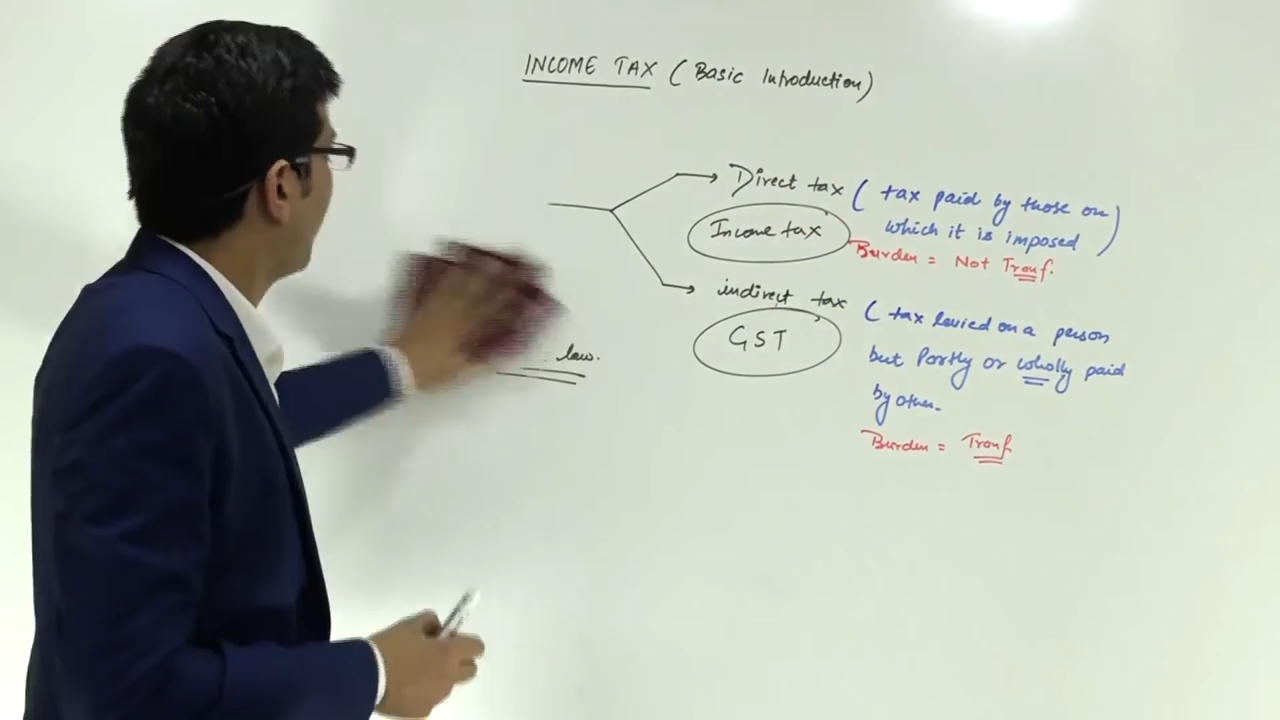 INCOME TAX (Basic Introduction)
Direct tax (tax paid by those on
which it is imposed)
Income tax
Burden = Not Tranf.
indirect tax (tax levied on a person
but Partly or wholly paid
by other.
GST
Burden = Tranf
law.